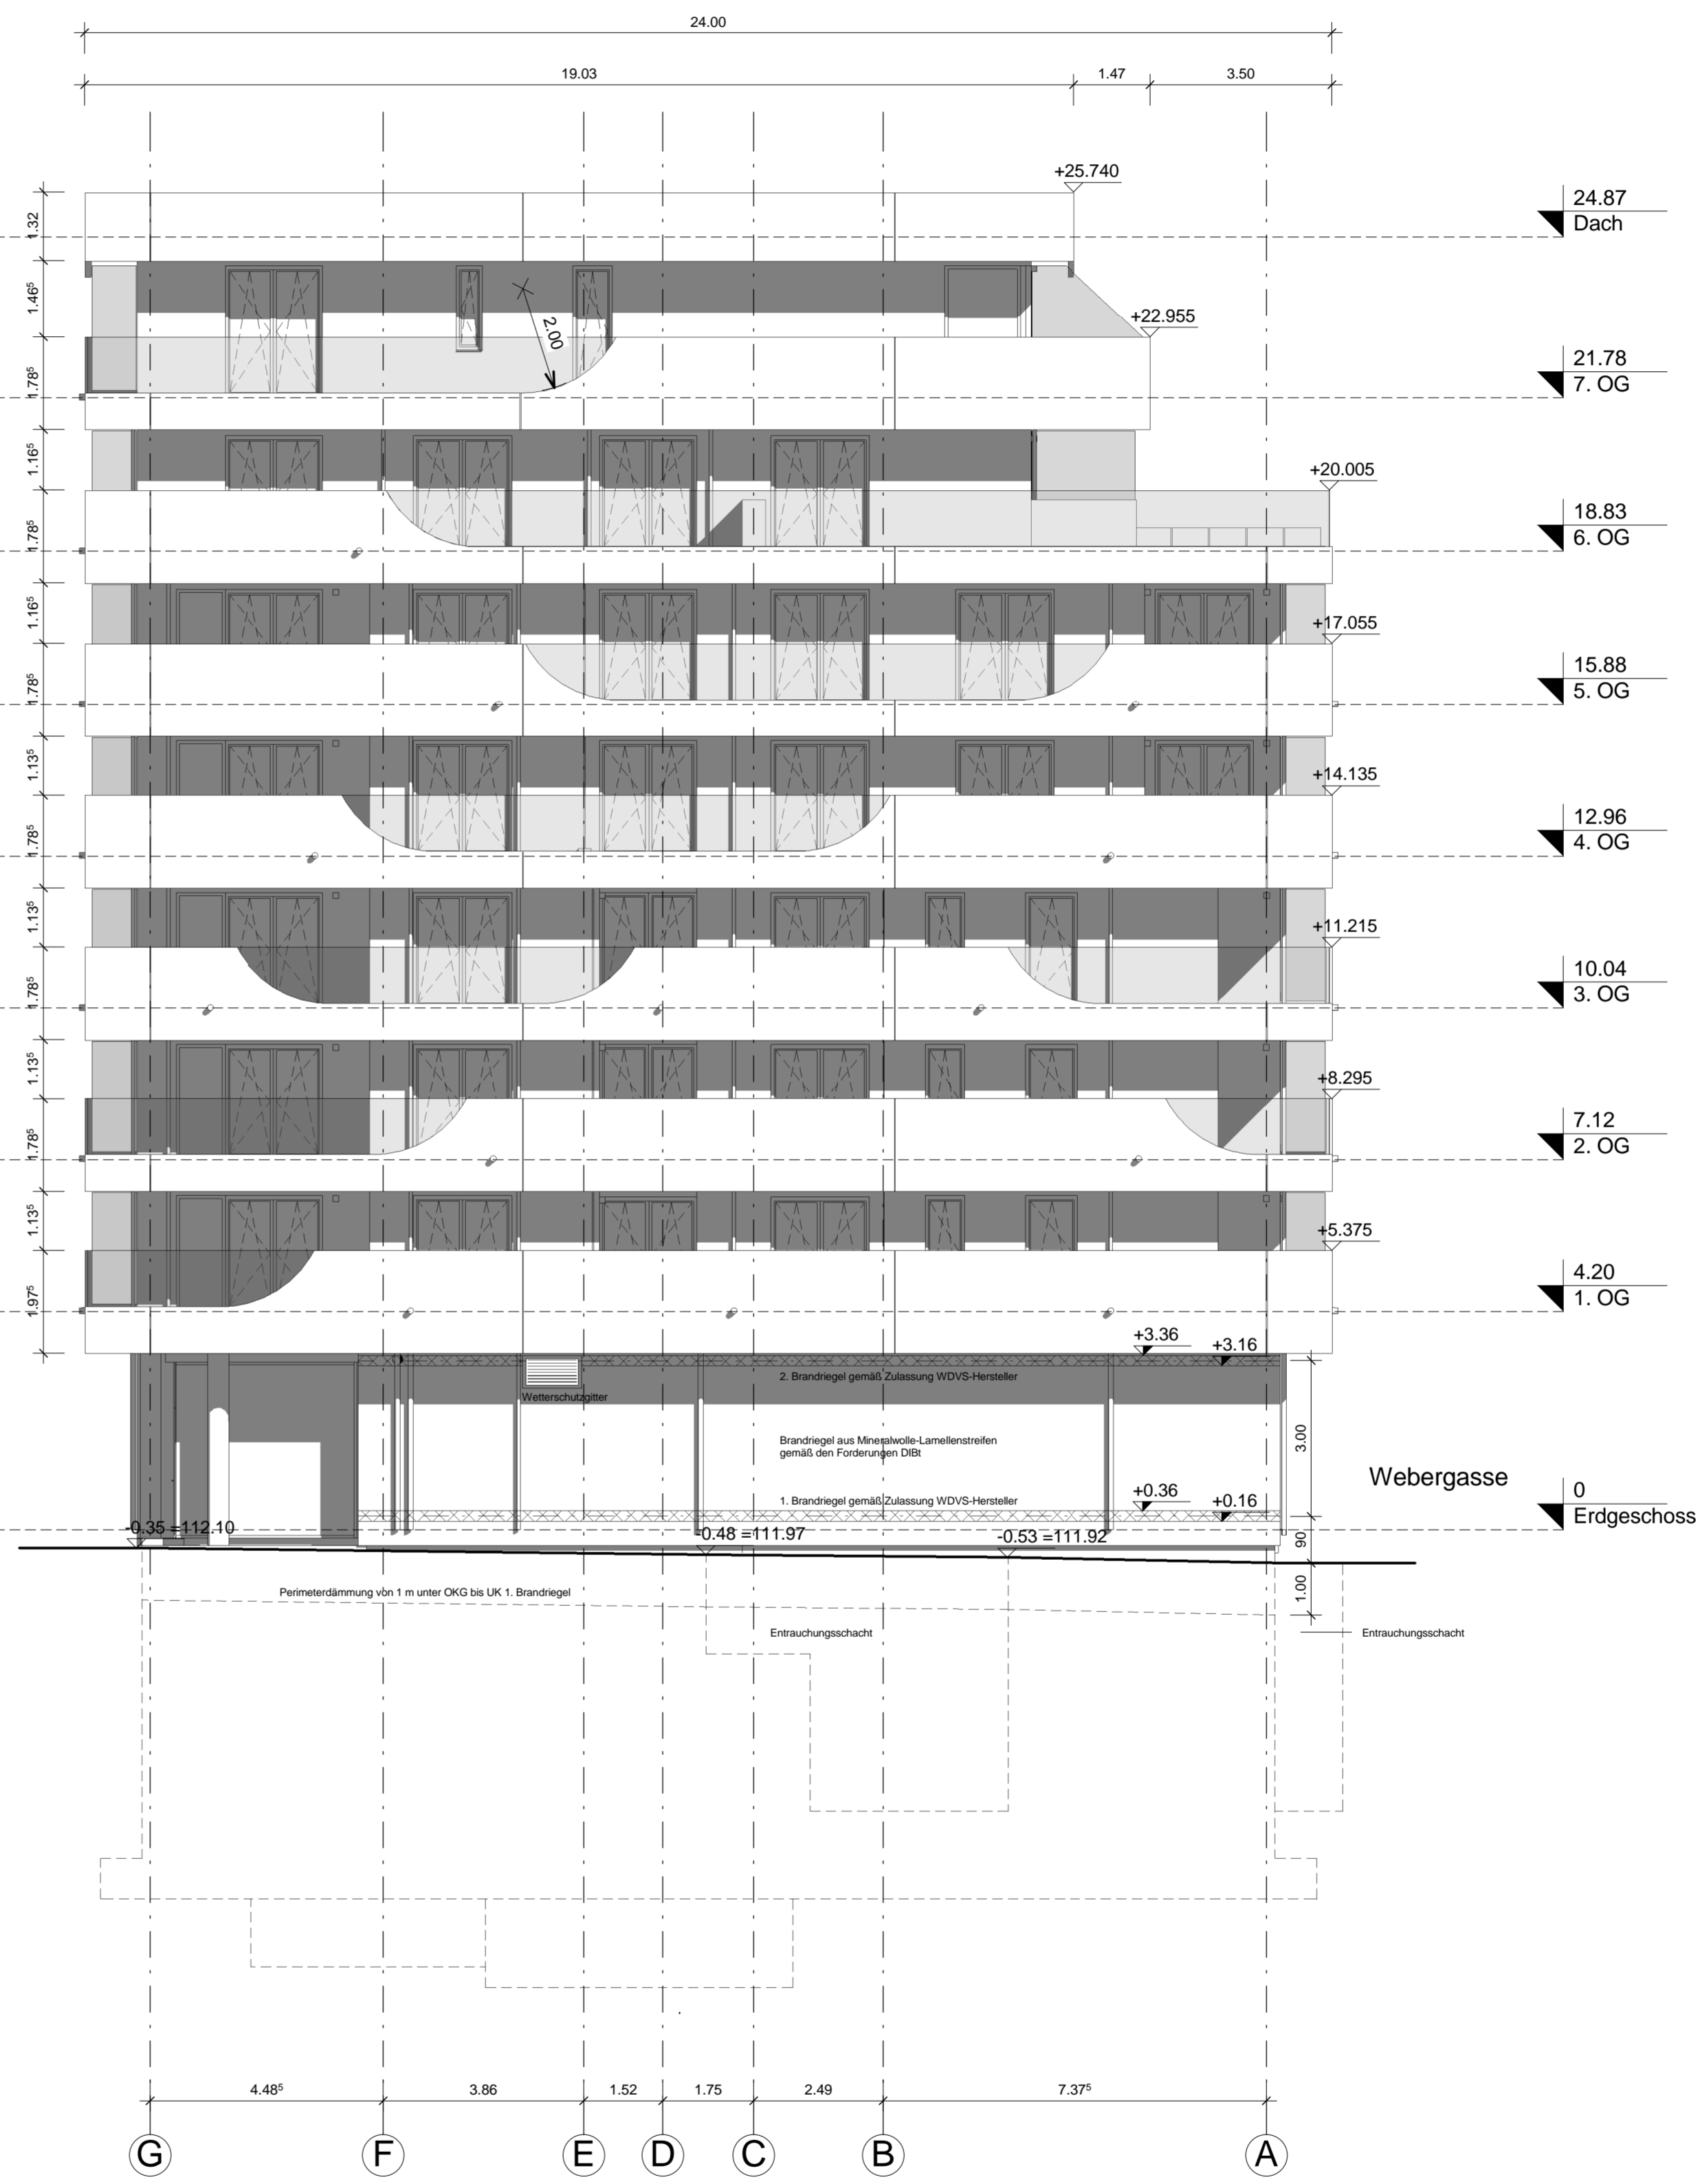 24.00
19.03
1.47
3.50
+25.740
24.87
Dach
1.32
1.46⁵
2.00
+22.955
21.78
7. OG
1.78⁵
1.16⁵
+20.005
18.83
6. OG
1.78⁵
1.16⁵
+17.055
15.88
5. OG
1.78⁵
1.13⁵
+14.135
12.96
4. OG
1.78⁵
1.13⁵
+11.215
10.04
3. OG
1.78⁵
1.13⁵
+8.295
7.12
2. OG
1.78⁵
1.13⁵
+5.375
4.20
1. OG
1.97⁵
+3.36
+3.16
2. Brandriegel gemäß Zulassung WDVS-Hersteller
Wetterschutzgitter
Brandriegel aus Mineralwolle-Lamellenstreifen
gemäß den Forderungen DIBt
3.00
Webergasse
1. Brandriegel gemäß Zulassung WDVS-Hersteller
+0.36
+0.16
0
Erdgeschoss
-0.35 =112.10
-0.48 =111.97
-0.53 =111.92
90
1.00
Perimeterdämmung von 1 m unter OKG bis UK 1. Brandriegel
Entrauchungsschacht
Entrauchungsschacht
4.48⁵
3.86
1.52
1.75
2.49
7.37⁵
G
F
E
D
C
B
A